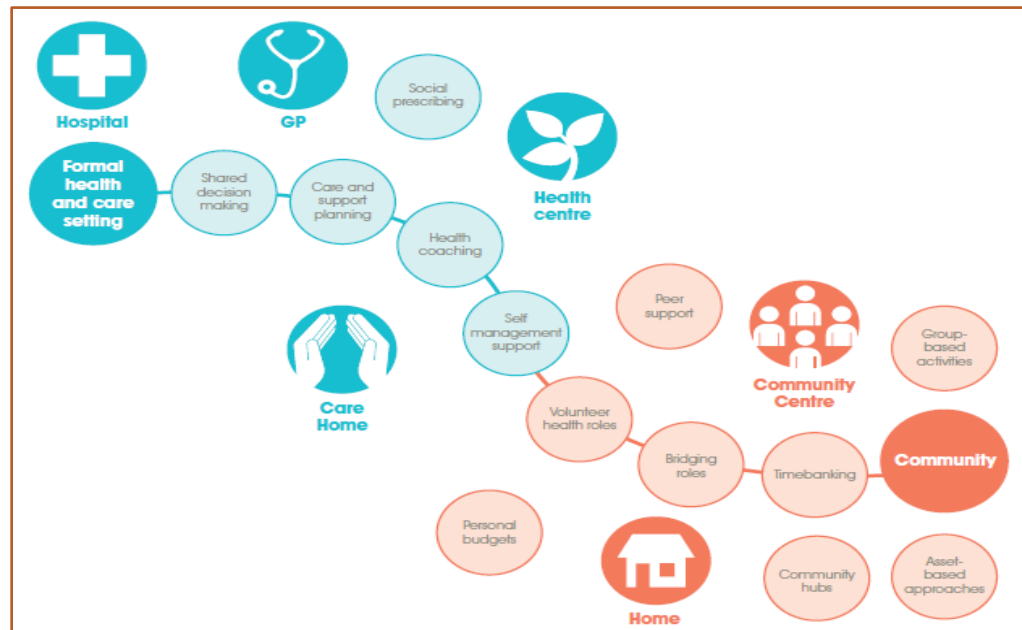 Hospital
GP
Social
prescribing
Health
centre
Formal
health
and care
setting
Shared
decision
making
Care and
support
planning
Health
coaching
Self
management
support
Care
Home
Peer
support
Community
Centre
Group-
based
activities
Volunteer
health roles
Bridging
roles
Timebanking
Community
Personal
budgets
Home
Community
hubs
Asset-
based
approaches